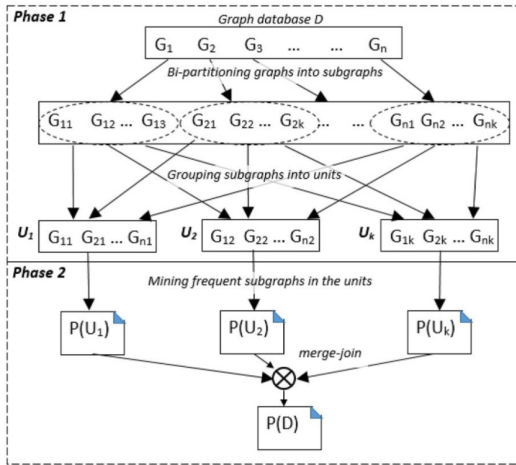 Phase 1
Graph database D
G1 G2 G3 ... ... Gn
Bi-partitioning graphs into subgraphs
G11 G12 ... G13 G21 G22 ... G2k ... ... Gn1 Gn2 ... Gnk
Grouping subgraphs into units
U1 G11 G21 ... Gn1 U2 G12 G22 ... Gn2 Uk G1k G2k ... Gnk
Phase 2
Mining frequent subgraphs in the units
P(U1) P(U2) P(Uk)
merge-join
P(D)